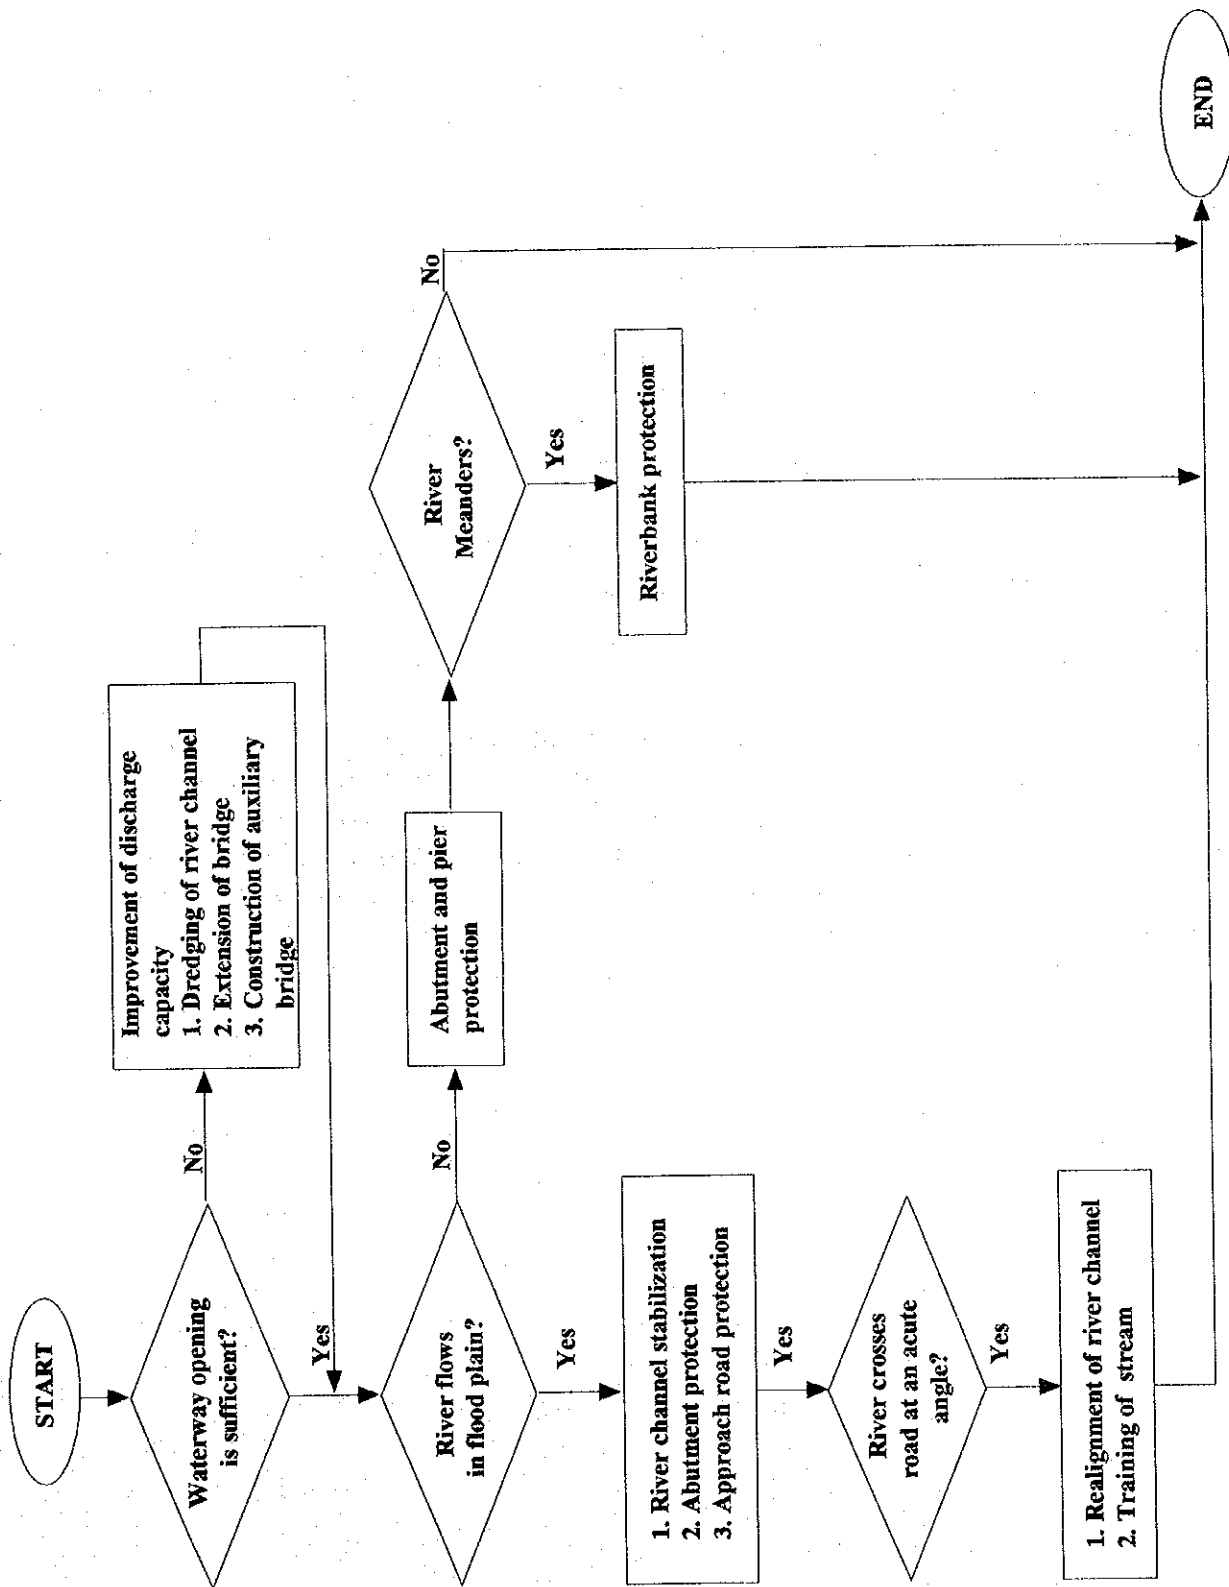 START
Waterway opening
is sufficient?
No
Improvement of discharge
capacity
1. Dredging of river channel
2. Extension of bridge
3. Construction of auxiliary
bridge
Yes
River flows
in flood plain?
No
Abutment and pier
protection
River
Meanders?
No
Yes
Riverbank protection
Yes
1. River channel stabilization
2. Abutment protection
3. Approach road protection
Yes
River crosses
road at an acute
angle?
Yes
1. Realignment of river channel
2. Training of stream
END